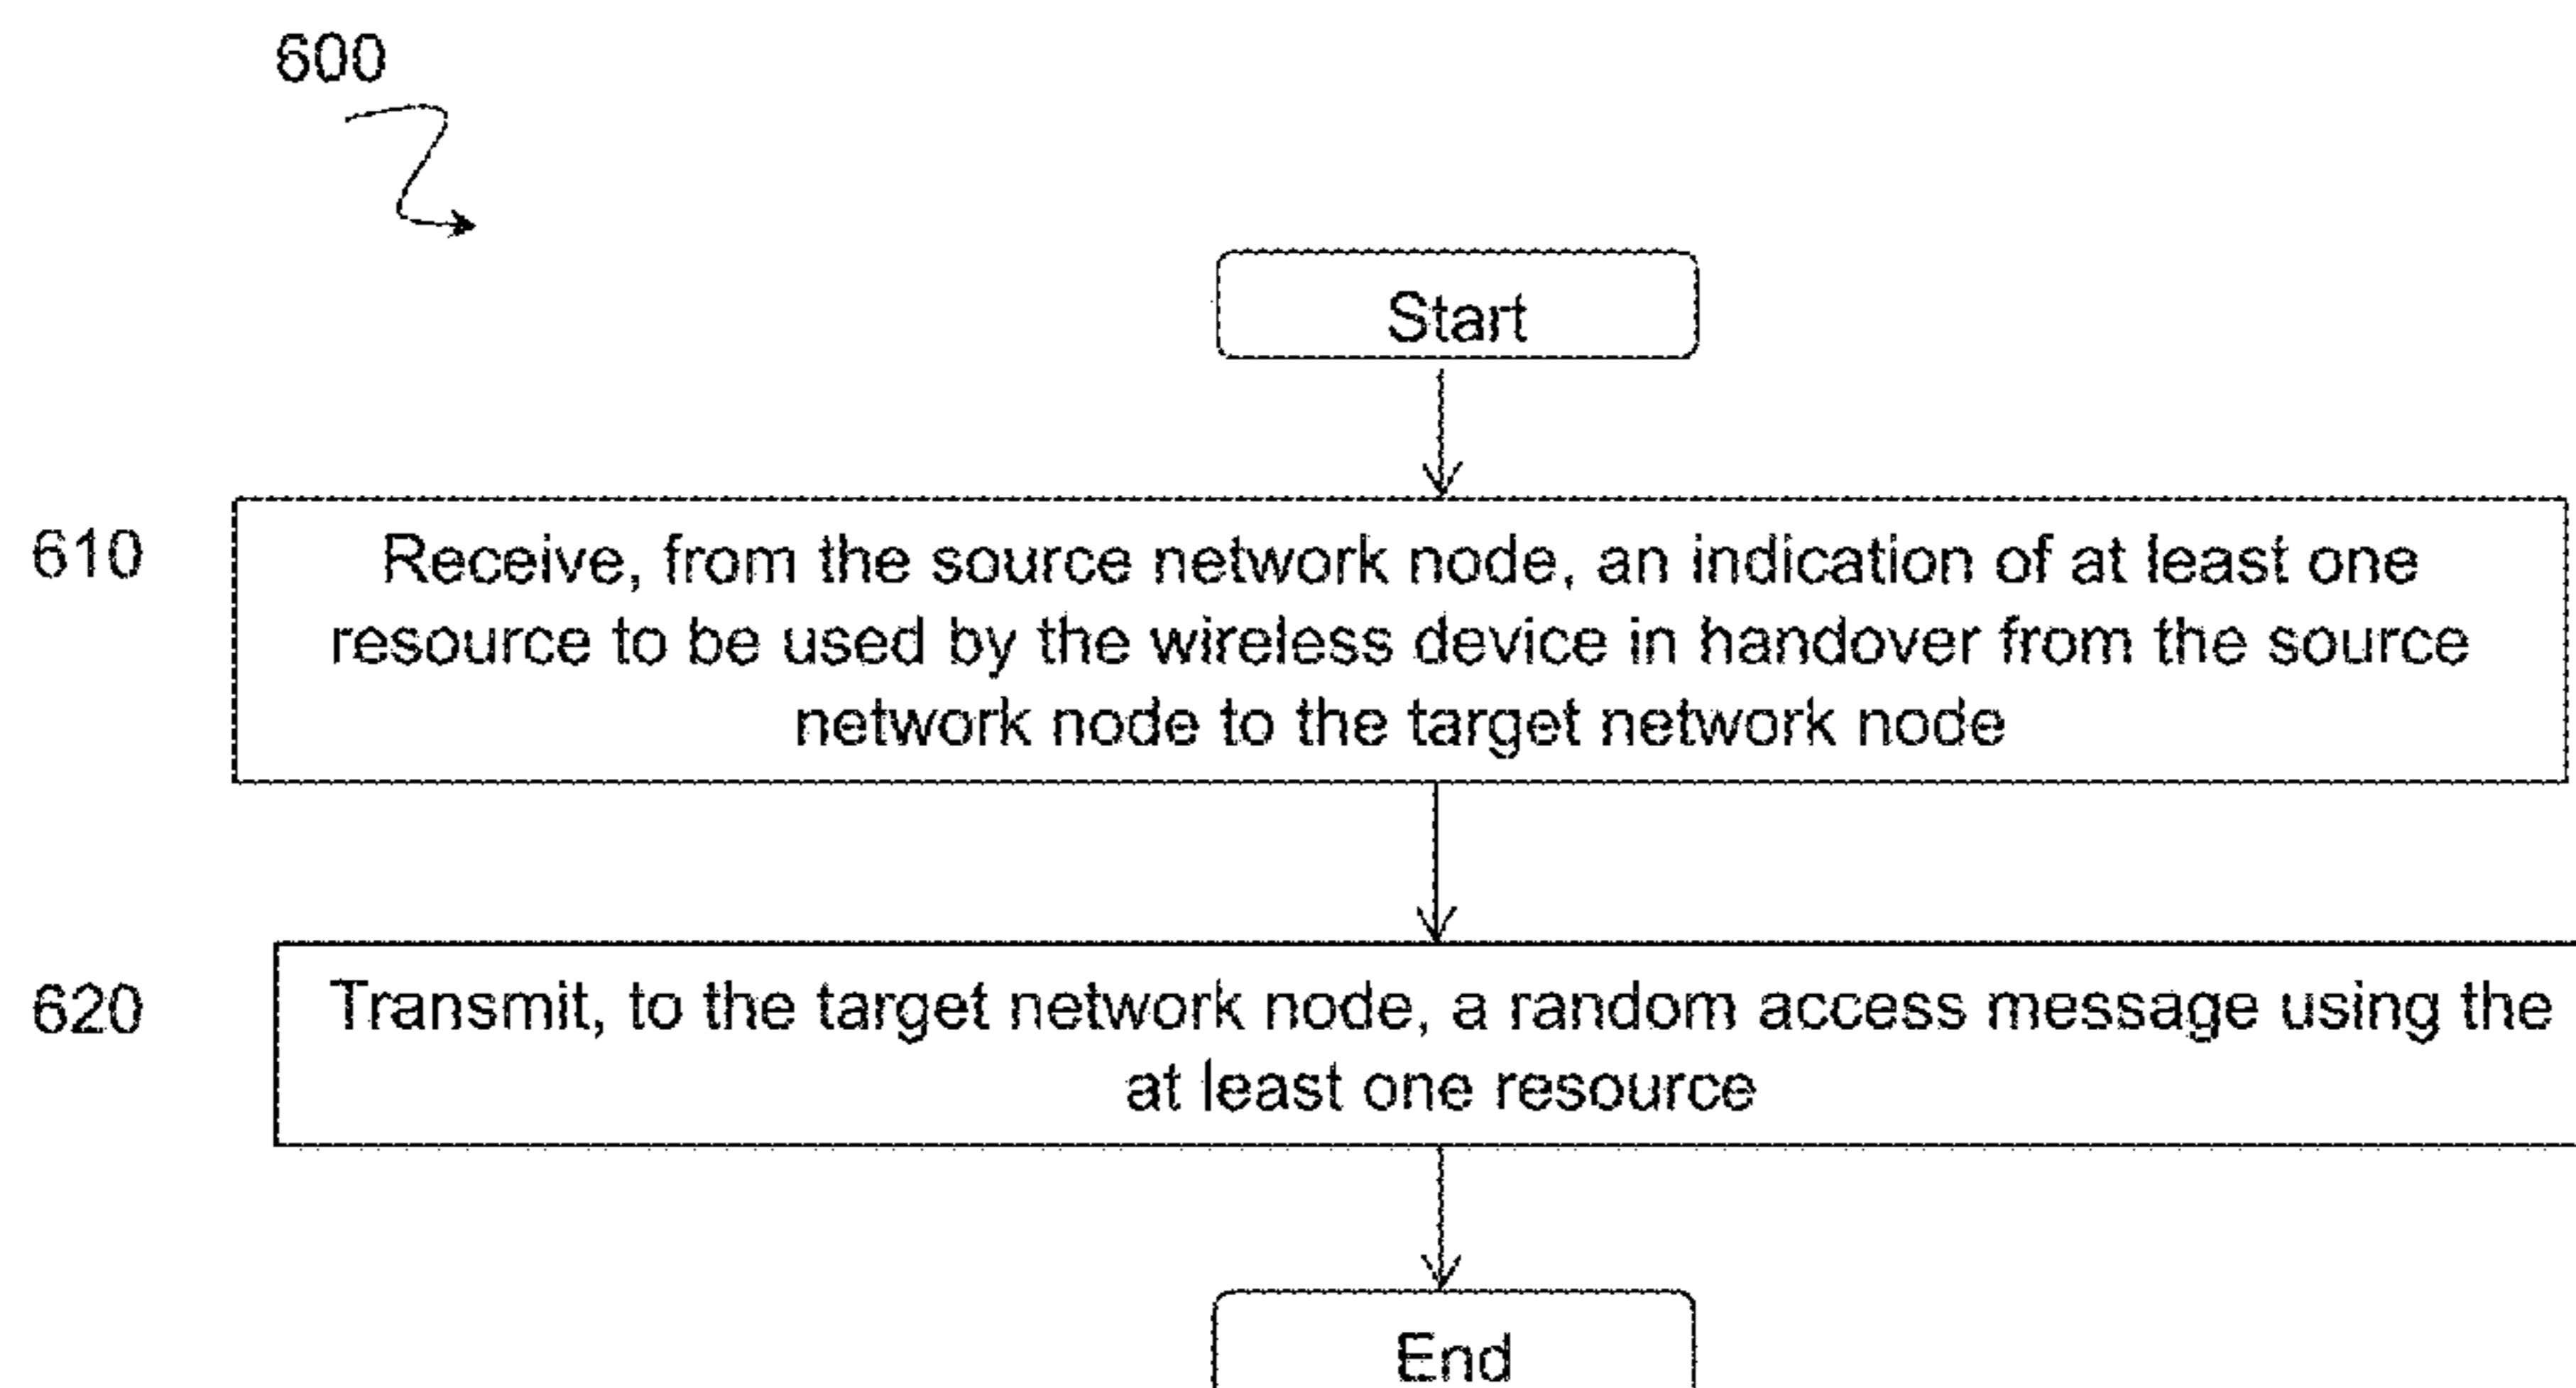 600
Start
610
Receive, from the source network node, an indication of at least one
resource to be used by the wireless device in handover from the source
network node to the target network node
620
Transmit, to the target network node, a random access message using the
at least one resource
End